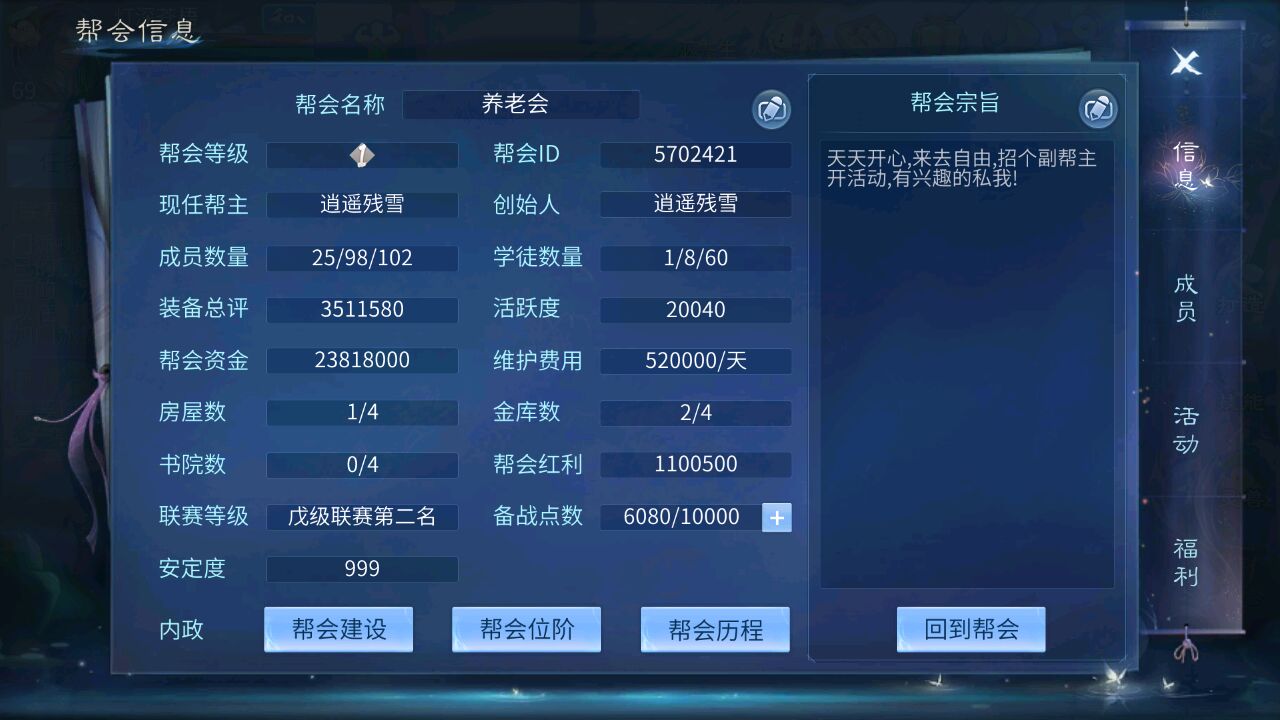 帮会信息
帮会名称 养老会
帮会等级 1 帮会ID 5702421
现任帮主 逍遥残雪 创始人 逍遥残雪
成员数量 25/98/102 学徒数量 1/8/60
装备总评 3511580 活跃度 20040
帮会资金 23818000 维护费用 520000/天
房屋数 1/4 金库数 2/4
书院数 0/4 帮会红利 1100500
联赛等级 戊级联赛第二名 备战点数 6080/10000 +
安定度 999
内政 帮会建设 帮会位阶 帮会历程
帮会宗旨
天天开心,来去自由,招个副帮主
开活动,有兴趣的私我!
回到帮会
信息
成员
活动
福利